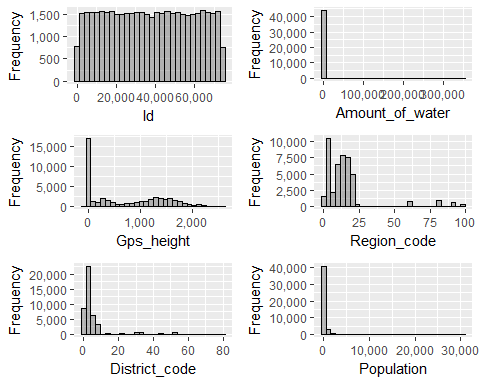 Frequency
1,500
1,000
500
0
0 20,000 40,000 60,000
Id
Frequency
40,000
30,000
20,000
10,000
0
0 100,000 200,000 300,000
Amount_of_water
Frequency
15,000
10,000
5,000
0
0 1,000 2,000
Gps_height
Frequency
10,000
7,500
5,000
2,500
0
0 25 50 75 100
Region_code
Frequency
20,000
15,000
10,000
5,000
0
0 20 40 60 80
District_code
Frequency
40,000
30,000
20,000
10,000
0
0 10,000 20,000 30,000
Population